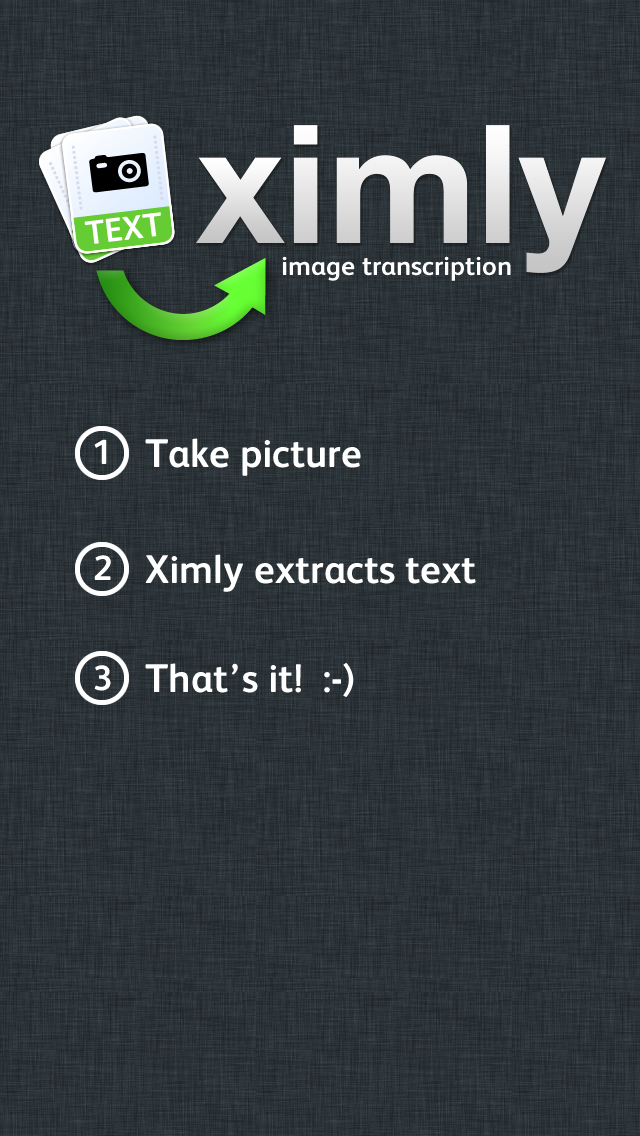 TEXT
ximly
image transcription
1 Take picture
2 Ximly extracts text
3 That’s it!  :-)